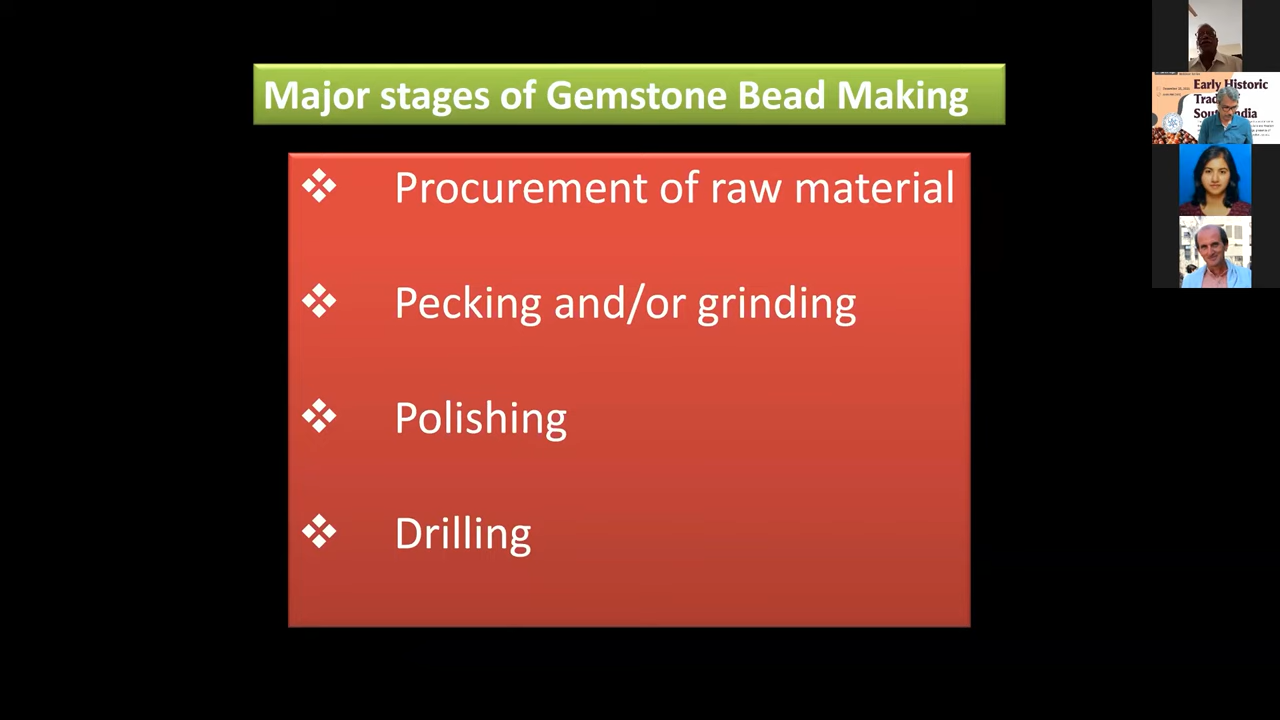 Major stages of Gemstone Bead Making
Procurement of raw material
Pecking and/or grinding
Polishing
Drilling
Early Historic